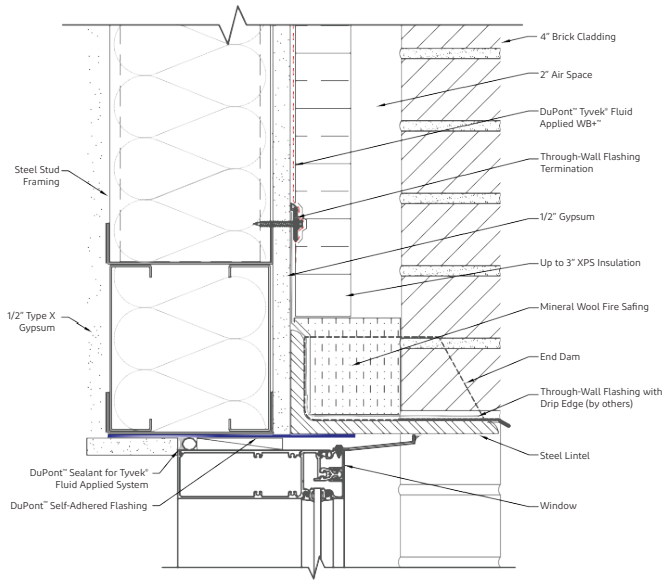 4” Brick Cladding
2” Air Space
DuPont™ Tyvek® Fluid
Applied WB+™
Through-Wall Flashing
Termination
Steel Stud
Framing
1/2” Gypsum
Up to 3” XPS Insulation
1/2” Type X
Gypsum
Mineral Wool Fire Safing
End Dam
Through-Wall Flashing with
Drip Edge (by others)
Steel Lintel
DuPont™ Sealant for Tyvek®
Fluid Applied System
DuPont™ Self-Adhered Flashing
Window